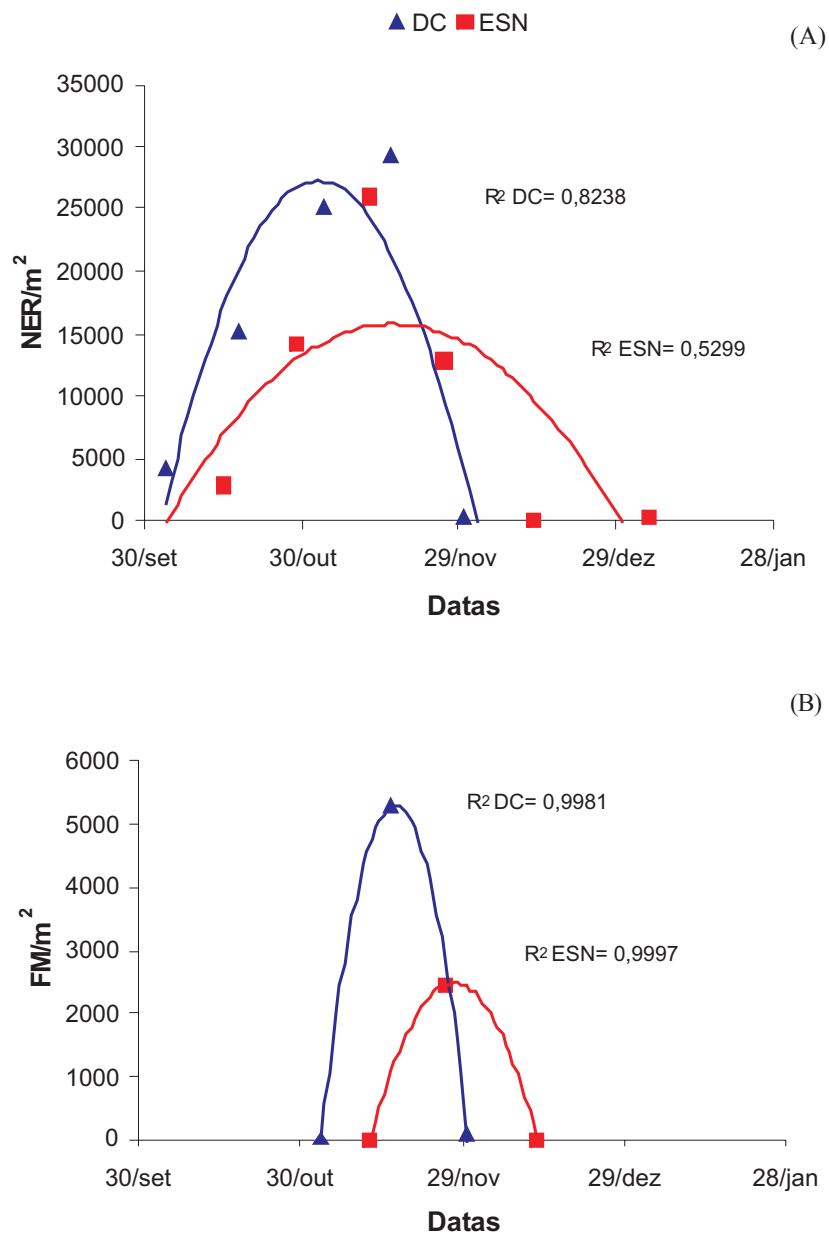 DC ESN
(A)
35000
30000
25000
20000
15000
10000
5000
0
NER/m²
R² DC= 0,8238
R² ESN= 0,5299
30/set 30/out 29/nov 29/dez 28/jan
Datas
(B)
6000
5000
4000
3000
2000
1000
0
FM/m²
R² DC= 0,9981
R² ESN= 0,9997
30/set 30/out 29/nov 29/dez 28/jan
Datas